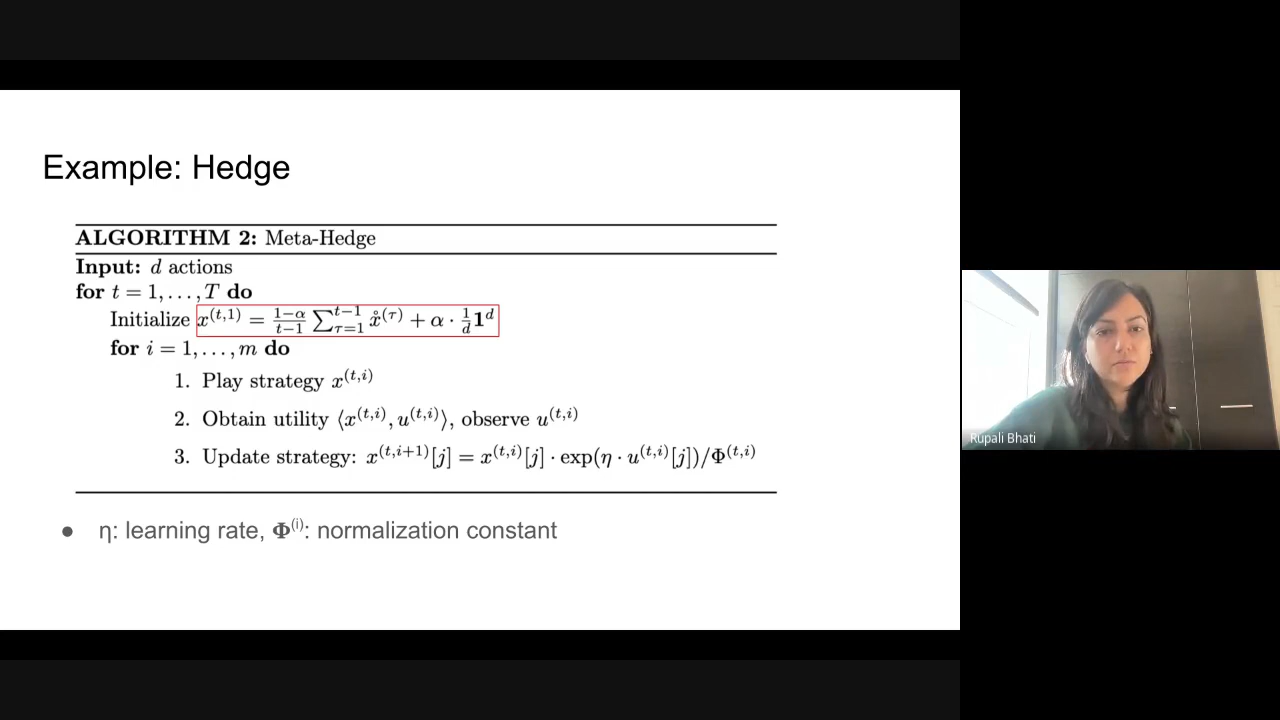 Example: Hedge
ALGORITHM 2: Meta-Hedge
Input: d actions
for t = 1, . . . , T do
Initialize x^{(t,1)} = \frac{1-α}{t-1} ∑_{τ=1}^{t-1} x̊^{(τ)} + α · \frac{1}{d} 1^d
for i = 1, . . . , m do
1. Play strategy x^{(t,i)}
2. Obtain utility ⟨x^{(t,i)}, u^{(t,i)}⟩, observe u^{(t,i)}
3. Update strategy: x^{(t,i+1)}[j] = x^{(t,i)}[j] · exp(η · u^{(t,i)}[j])/Φ^{(t,i)}
● η: learning rate, Φ^{(i)}: normalization constant
Rupali Bhati